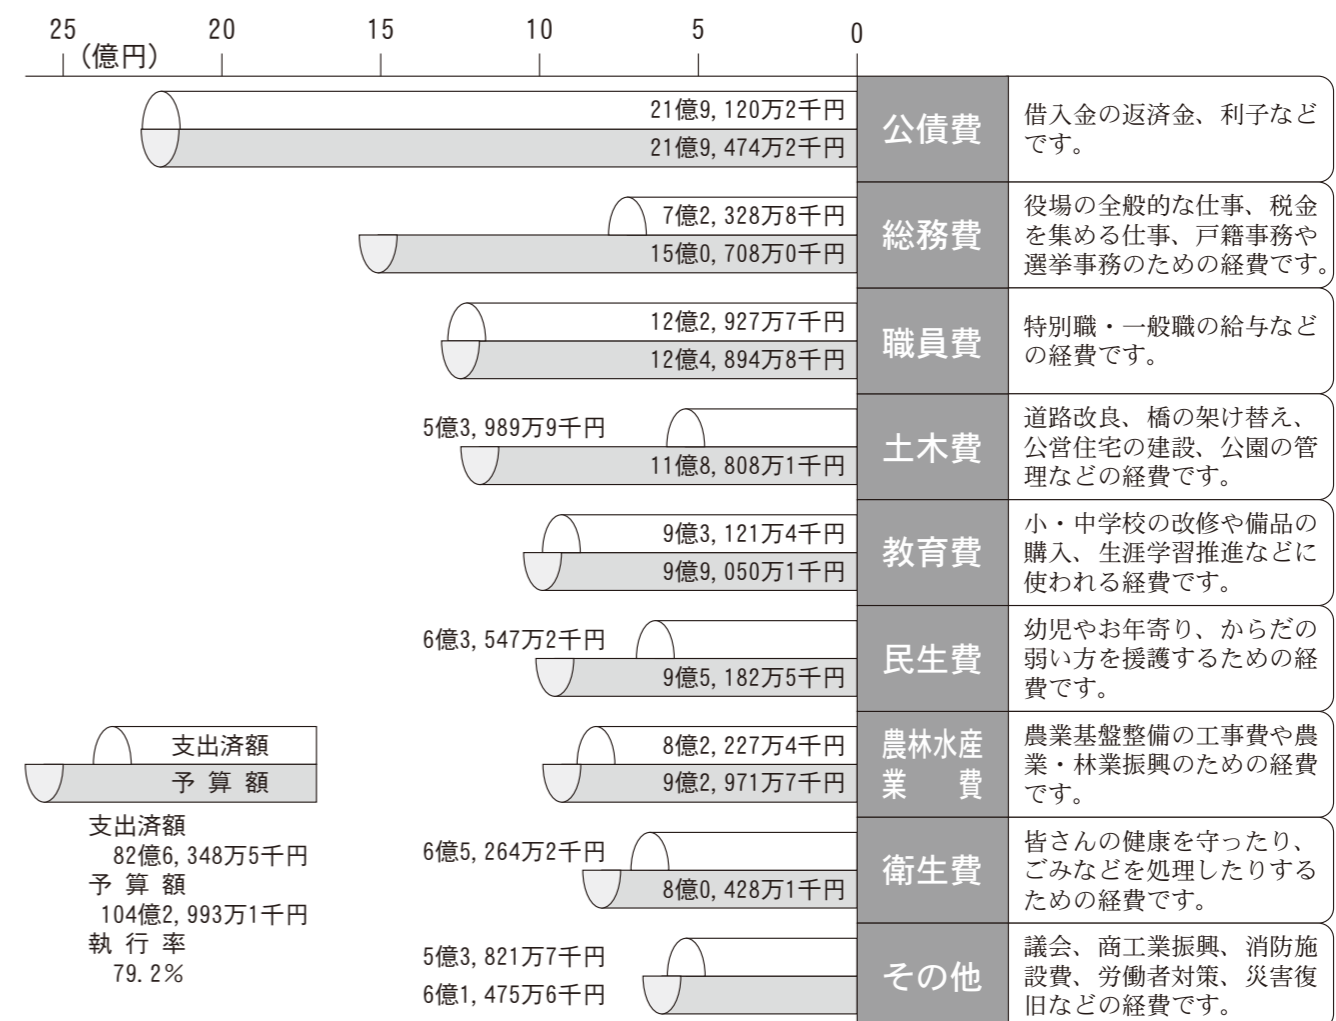 25 20 15 10 5 0
(億円)
21億9,120万2千円
21億9,474万2千円
公債費
借入金の返済金、利子など
です。
7億2,328万8千円
15億0,708万0千円
総務費
役場の全般的な仕事、税金
を集める仕事、戸籍事務や
選挙事務のための経費です。
12億2,927万7千円
12億4,894万8千円
職員費
特別職・一般職の給与など
の経費です。
5億3,989万9千円
11億8,808万1千円
土木費
道路改良、橋の架け替え、
公営住宅の建設、公園の管
理などの経費です。
9億3,121万4千円
9億9,050万1千円
教育費
小・中学校の改修や備品の
購入、生涯学習推進などに
使われる経費です。
6億3,547万2千円
9億5,182万5千円
民生費
幼児やお年寄り、からだの
弱い方を援護するための経
費です。
8億2,227万4千円
9億2,971万7千円
農林水産
業費
農業基盤整備の工事費や農
業・林業振興のための経費
です。
6億5,264万2千円
8億0,428万1千円
衛生費
皆さんの健康を守ったり、
ごみなどを処理したりする
ための経費です。
5億3,821万7千円
6億1,475万6千円
その他
議会、商工業振興、消防施
設費、労働者対策、災害復
旧などの経費です。
支出済額
予算額
支出済額
82億6,348万5千円
予算額
104億2,993万1千円
執行率
79.2%